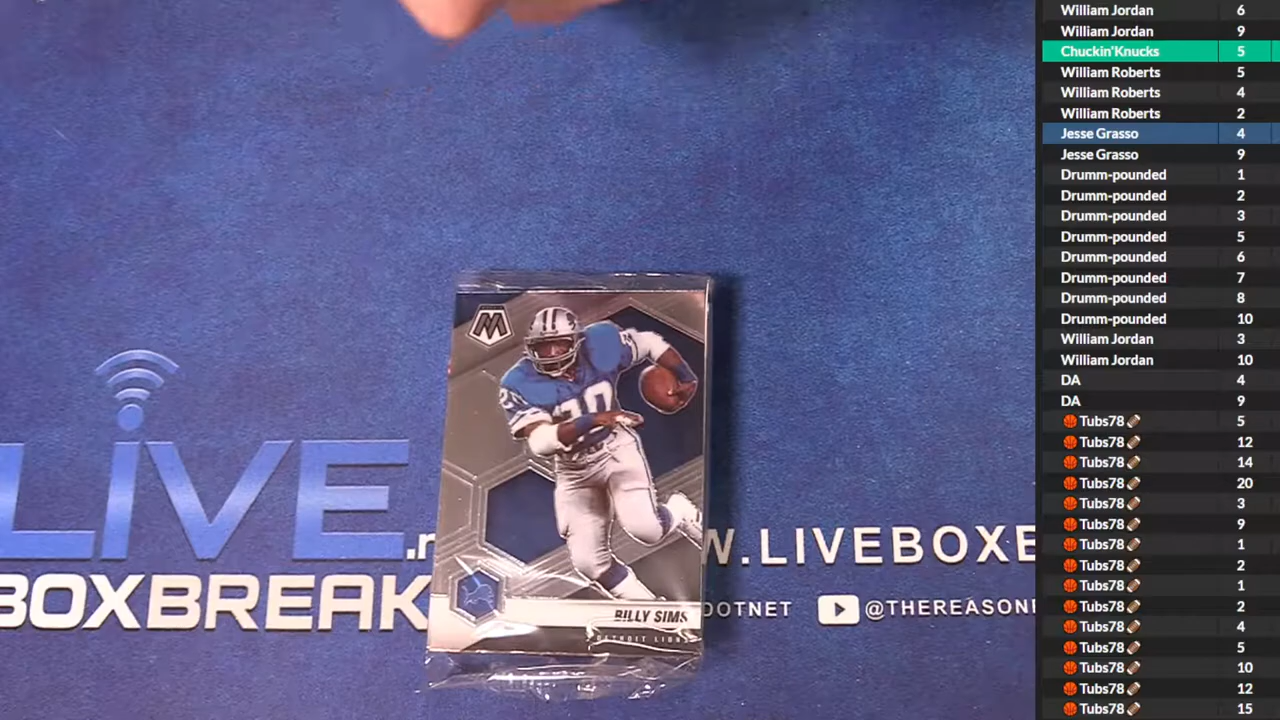 William Jordan 6
William Jordan 9
Chuckin'Knucks 5
William Roberts 5
William Roberts 4
William Roberts 2
Jesse Grasso 4
Jesse Grasso 9
Drumm-pounded 1
Drumm-pounded 2
Drumm-pounded 3
Drumm-pounded 5
Drumm-pounded 6
Drumm-pounded 7
Drumm-pounded 8
Drumm-pounded 10
William Jordan 3
William Jordan 10
DA 4
DA 9
🏀 Tubs78🏈 5
🏀 Tubs78🏈 12
🏀 Tubs78🏈 14
🏀 Tubs78🏈 20
🏀 Tubs78🏈 3
🏀 Tubs78🏈 9
🏀 Tubs78🏈 1
🏀 Tubs78🏈 2
🏀 Tubs78🏈 1
🏀 Tubs78🏈 2
🏀 Tubs78🏈 4
🏀 Tubs78🏈 5
🏀 Tubs78🏈 10
🏀 Tubs78🏈 12
🏀 Tubs78🏈 15
M
20
BILLY SIMS
DETROIT LIONS
LIVE
BOXBREAK
W.LIVEBOXE
DOTNET @THEREASON